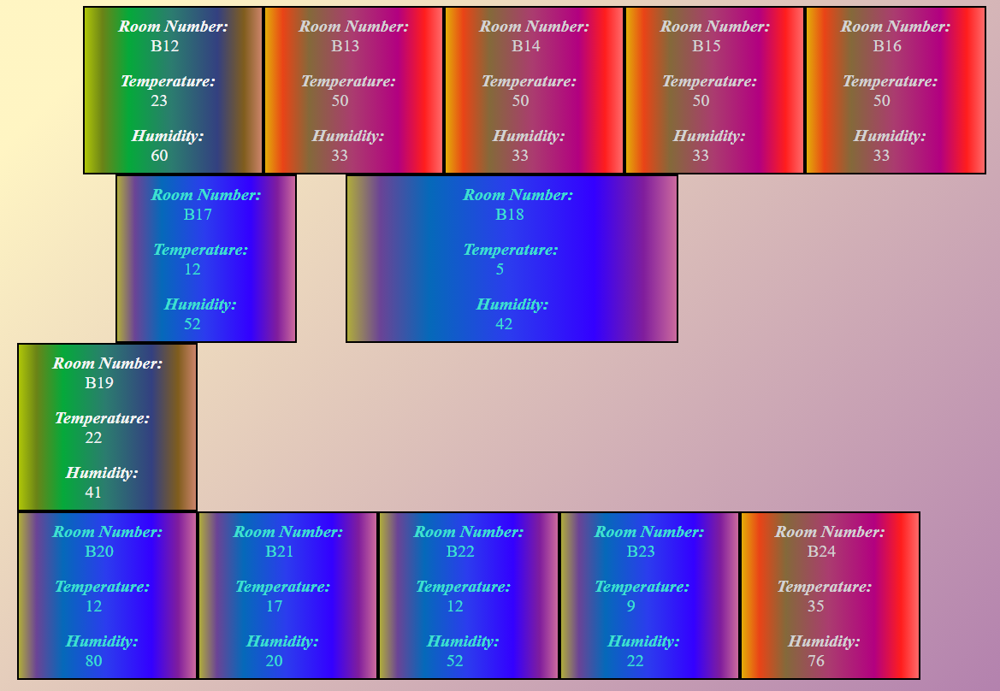 Room Number: Room Number: Room Number: Room Number: Room Number:
B12 B13 B14 B15 B16
Temperature: Temperature: Temperature: Temperature: Temperature:
23 50 50 50 50
Humidity: Humidity: Humidity: Humidity: Humidity:
60 33 33 33 33
Room Number: Room Number:
B17 B18
Temperature: Temperature:
12 5
Humidity: Humidity:
52 42
Room Number:
B19
Temperature:
22
Humidity:
41
Room Number: Room Number: Room Number: Room Number: Room Number:
B20 B21 B22 B23 B24
Temperature: Temperature: Temperature: Temperature: Temperature:
12 17 12 9 35
Humidity: Humidity: Humidity: Humidity: Humidity:
80 20 52 22 76